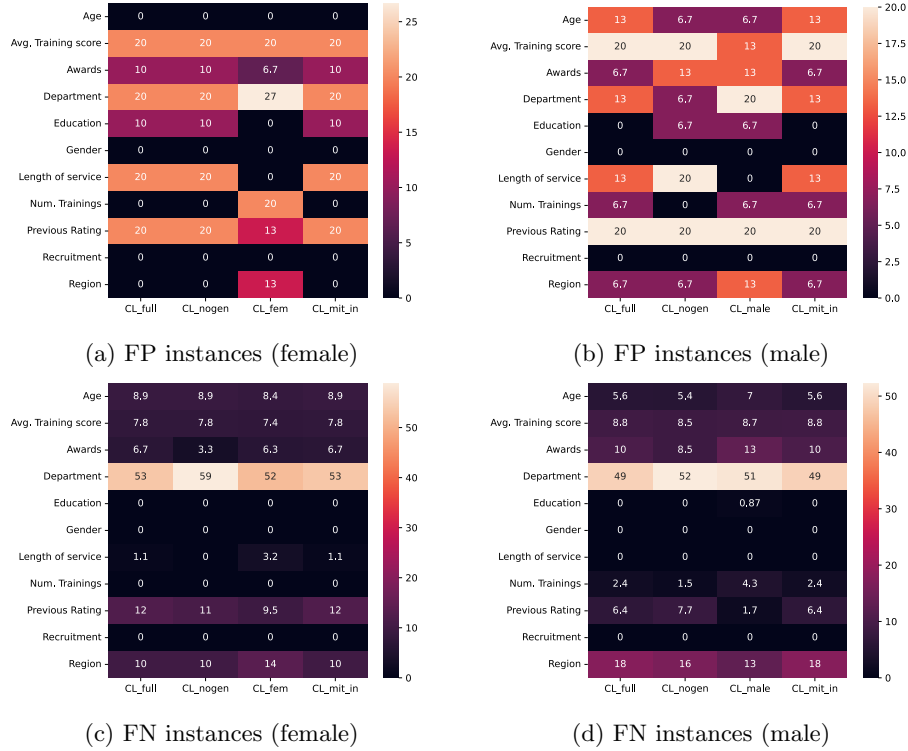 Age 0 0 0 0
Avg. Training score 20 20 20 20
Awards 10 10 6.7 10
Department 20 20 27 20
Education 10 10 0 10
Gender 0 0 0 0
Length of service 20 20 0 20
Num. Trainings 0 0 20 0
Previous Rating 20 20 13 20
Recruitment 0 0 0 0
Region 0 0 13 0
CL_full CL_nogen CL_fem CL_mit_in
25
20
15
10
5
0
(a) FP instances (female)
Age 13 6.7 6.7 13
Avg. Training score 20 20 13 20
Awards 6.7 13 13 6.7
Department 13 6.7 20 13
Education 0 6.7 6.7 0
Gender 0 0 0 0
Length of service 13 20 0 13
Num. Trainings 6.7 0 6.7 6.7
Previous Rating 20 20 20 20
Recruitment 0 0 0 0
Region 6.7 6.7 13 6.7
CL_full CL_nogen CL_male CL_mit_in
20.0
17.5
15.0
12.5
10.0
7.5
5.0
2.5
0.0
(b) FP instances (male)
Age 8,9 8,9 8,4 8,9
Avg. Training score 7.8 7.8 7.4 7.8
Awards 6.7 3.3 6.3 6.7
Department 53 59 52 53
Education 0 0 0 0
Gender 0 0 0 0
Length of service 1.1 0 3.2 1.1
Num. Trainings 0 0 0 0
Previous Rating 12 11 9.5 12
Recruitment 0 0 0 0
Region 10 10 14 10
CL_full CL_nogen CL_fem CL_mit_in
50
40
30
20
10
0
(c) FN instances (female)
Age 5,6 5,4 7 5,6
Avg. Training score 8.8 8.5 8.7 8.8
Awards 10 8.5 13 10
Department 49 52 51 49
Education 0 0 0,87 0
Gender 0 0 0 0
Length of service 0 0 0 0
Num. Trainings 2.4 1.5 4.3 2.4
Previous Rating 6.4 7.7 1.7 6.4
Recruitment 0 0 0 0
Region 18 16 13 18
CL_full CL_nogen CL_male CL_mit_in
50
40
30
20
10
0
(d) FN instances (male)